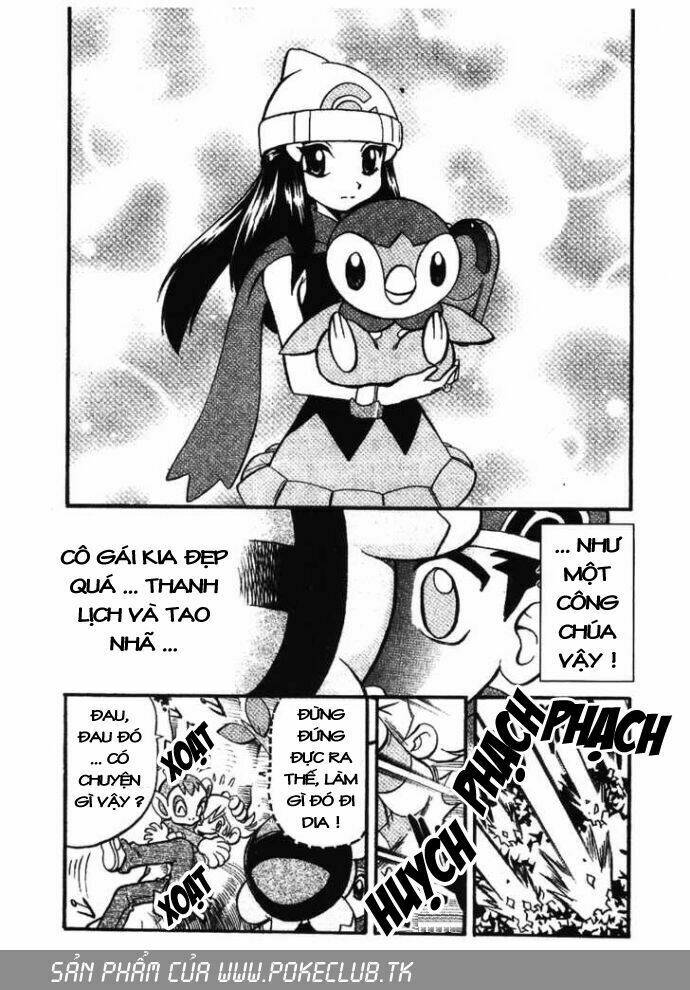 CÔ GÁI KIA ĐẸP
QUÁ ... THANH
LỊCH VÀ TAO
NHÃ ...
... NHƯ
MỘT
CÔNG
CHÚA
VẬY !
ĐAU,
ĐAU ĐÓ
... CÓ
CHUYỆN
GÌ VẬY ?
XOẠT
XOẠT
ĐỪNG
ĐỨNG
ĐỰC RA
THẾ, LÀM
GÌ ĐÓ ĐI
DIA !
HUỴCH
PHẠCH
PHẠCH
SẢN PHẨM CỦA WWW.POKECLUB.TK